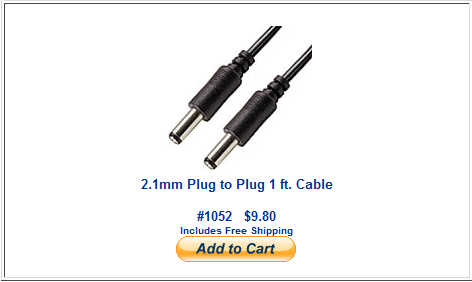 2.1mm Plug to Plug 1 ft. Cable
#1052 $9.80
Includes Free Shipping
Add to Cart